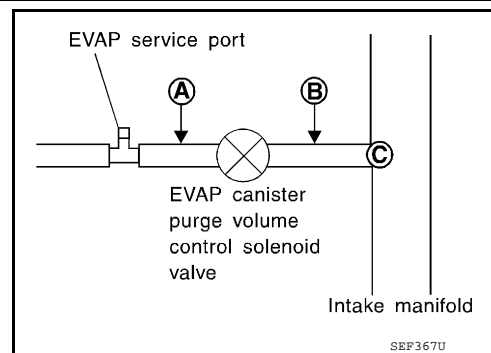 EVAP service port
A
B
C
EVAP canister
purge volume
control solenoid
valve
Intake manifold
SEF367U